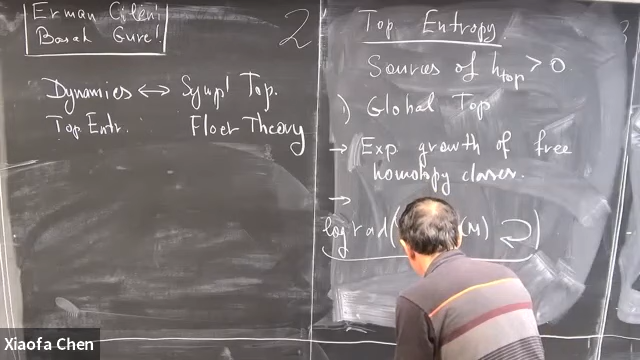 Erman Çineli
Başak Gürel
2
Dynamics ↔ Sympl Top.
Top Entr. Floer Theory
Top Entropy
Sources of h_top > 0
1) Global Top
→ Exp growth of free
homotopy classes.
→
log rad( (M) )
Xiaofa Chen